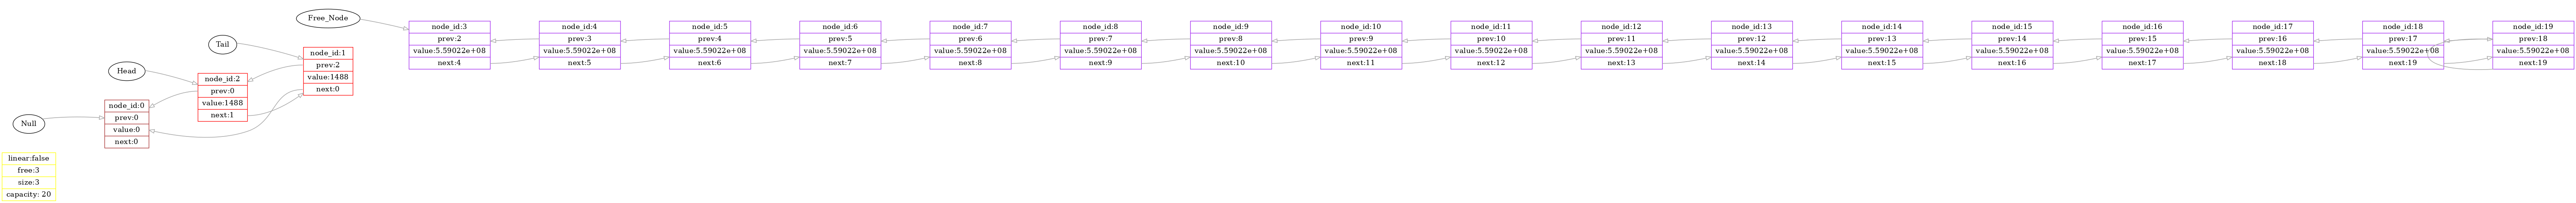 Free_Node
Tail
Head
Null
linear:false
free:3
size:3
capacity: 20
node_id:0
prev:0
value:0
next:0
node_id:2
prev:0
value:1488
next:1
node_id:1
prev:2
value:1488
next:0
node_id:3
prev:2
value:5.59022e+08
next:4
node_id:4
prev:3
value:5.59022e+08
next:5
node_id:5
prev:4
value:5.59022e+08
next:6
node_id:6
prev:5
value:5.59022e+08
next:7
node_id:7
prev:6
value:5.59022e+08
next:8
node_id:8
prev:7
value:5.59022e+08
next:9
node_id:9
prev:8
value:5.59022e+08
next:10
node_id:10
prev:9
value:5.59022e+08
next:11
node_id:11
prev:10
value:5.59022e+08
next:12
node_id:12
prev:11
value:5.59022e+08
next:13
node_id:13
prev:12
value:5.59022e+08
next:14
node_id:14
prev:13
value:5.59022e+08
next:15
node_id:15
prev:14
value:5.59022e+08
next:16
node_id:16
prev:15
value:5.59022e+08
next:17
node_id:17
prev:16
value:5.59022e+08
next:18
node_id:18
prev:17
value:5.59022e+08
next:19
node_id:19
prev:18
value:5.59022e+08
next:19